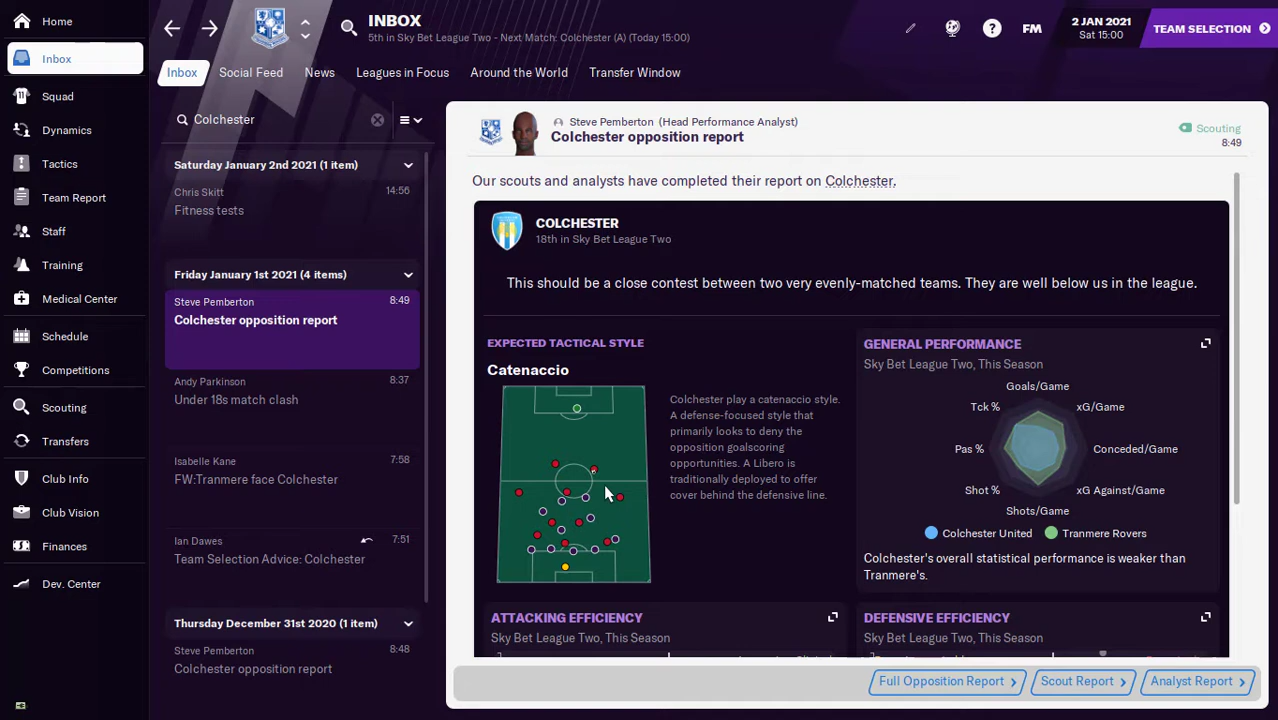 Home
Inbox
Squad
Dynamics
Tactics
Team Report
Staff
Training
Medical Center
Schedule
Competitions
Scouting
Transfers
Club Info
Club Vision
Finances
Dev. Center
INBOX
5th in Sky Bet League Two - Next Match: Colchester (A) (Today 15:00)
?
FM
2 JAN 2021
Sat 15:00
TEAM SELECTION
Inbox
Social Feed
News
Leagues in Focus
Around the World
Transfer Window
Colchester
Saturday January 2nd 2021 (1 item)
Chris Skitt
14:56
Fitness tests
Friday January 1st 2021 (4 items)
Steve Pemberton
8:49
Colchester opposition report
Andy Parkinson
8:37
Under 18s match clash
Isabelle Kane
7:58
FW:Tranmere face Colchester
Ian Dawes
7:51
Team Selection Advice: Colchester
Thursday December 31st 2020 (1 item)
Steve Pemberton
8:48
Colchester opposition report
Steve Pemberton (Head Performance Analyst)
Colchester opposition report
Scouting
8:49
Our scouts and analysts have completed their report on Colchester.
COLCHESTER
18th in Sky Bet League Two
This should be a close contest between two very evenly-matched teams. They are well below us in the league.
EXPECTED TACTICAL STYLE
Catenaccio
Colchester play a catenaccio style.
A defense-focused style that
primarily looks to deny the
opposition goalscoring
opportunities. A Libero is
traditionally deployed to offer
cover behind the defensive line.
GENERAL PERFORMANCE
Sky Bet League Two, This Season
Goals/Game
Tck %
xG/Game
Pas %
Conceded/Game
Shot %
xG Against/Game
Shots/Game
Colchester United
Tranmere Rovers
Colchester's overall statistical performance is weaker than
Tranmere's.
ATTACKING EFFICIENCY
Sky Bet League Two, This Season
DEFENSIVE EFFICIENCY
Sky Bet League Two, This Season
Full Opposition Report
Scout Report
Analyst Report